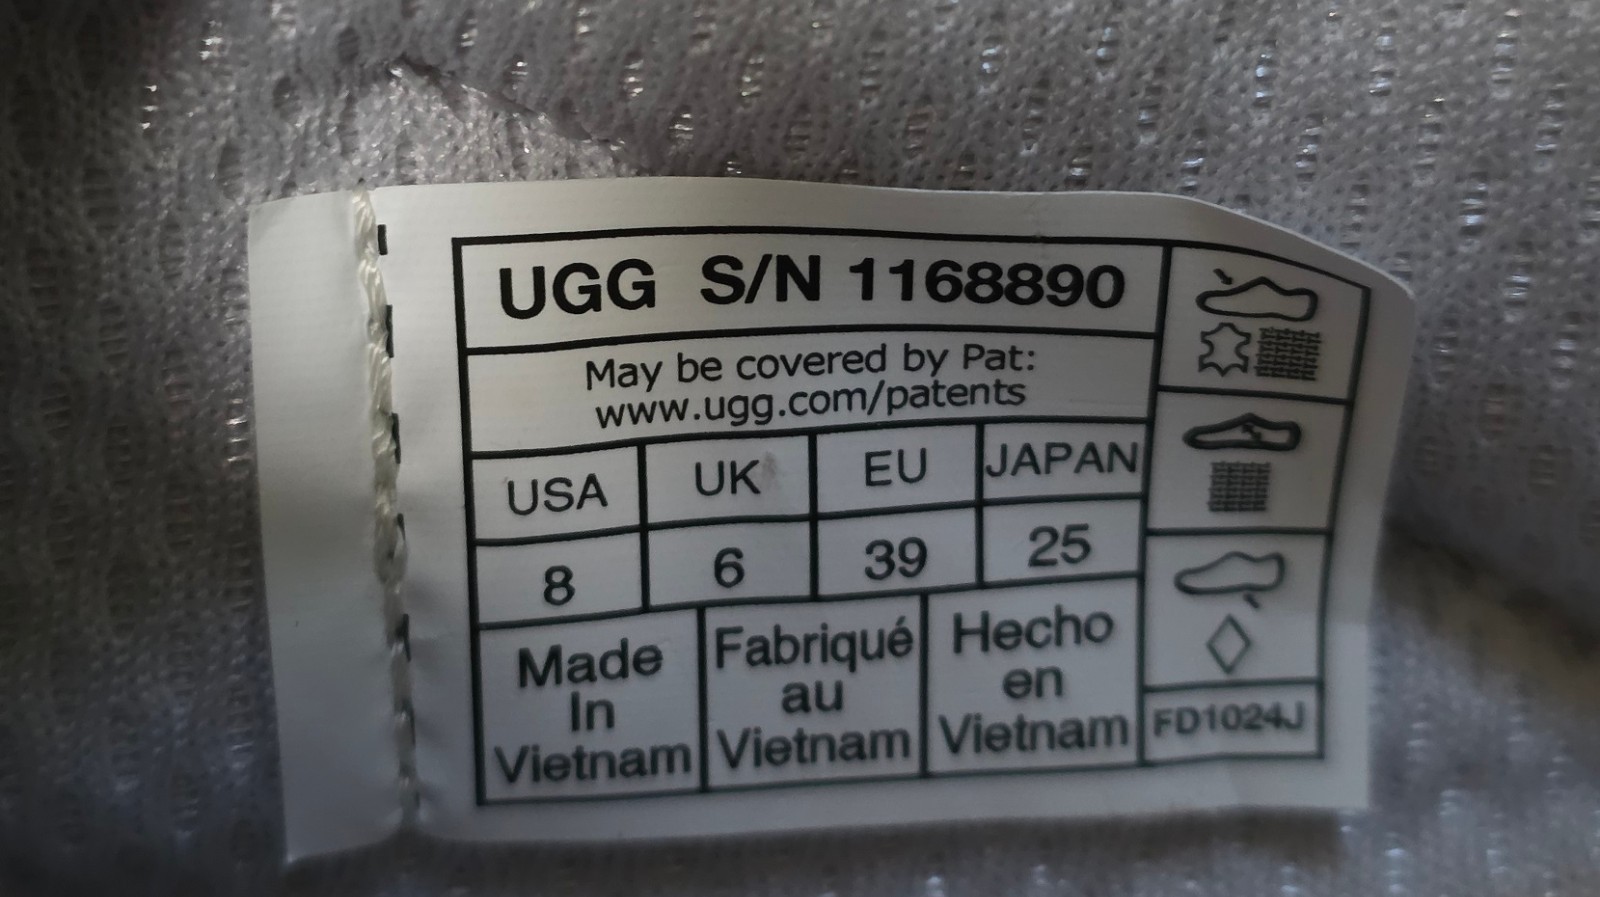 UGG S/N 1168890
May be covered by Pat:
www.ugg.com/patents
USA UK EU JAPAN
8 6 39 25
Made
In
Vietnam
Fabriqué
au
Vietnam
Hecho
en
Vietnam
FD1024J